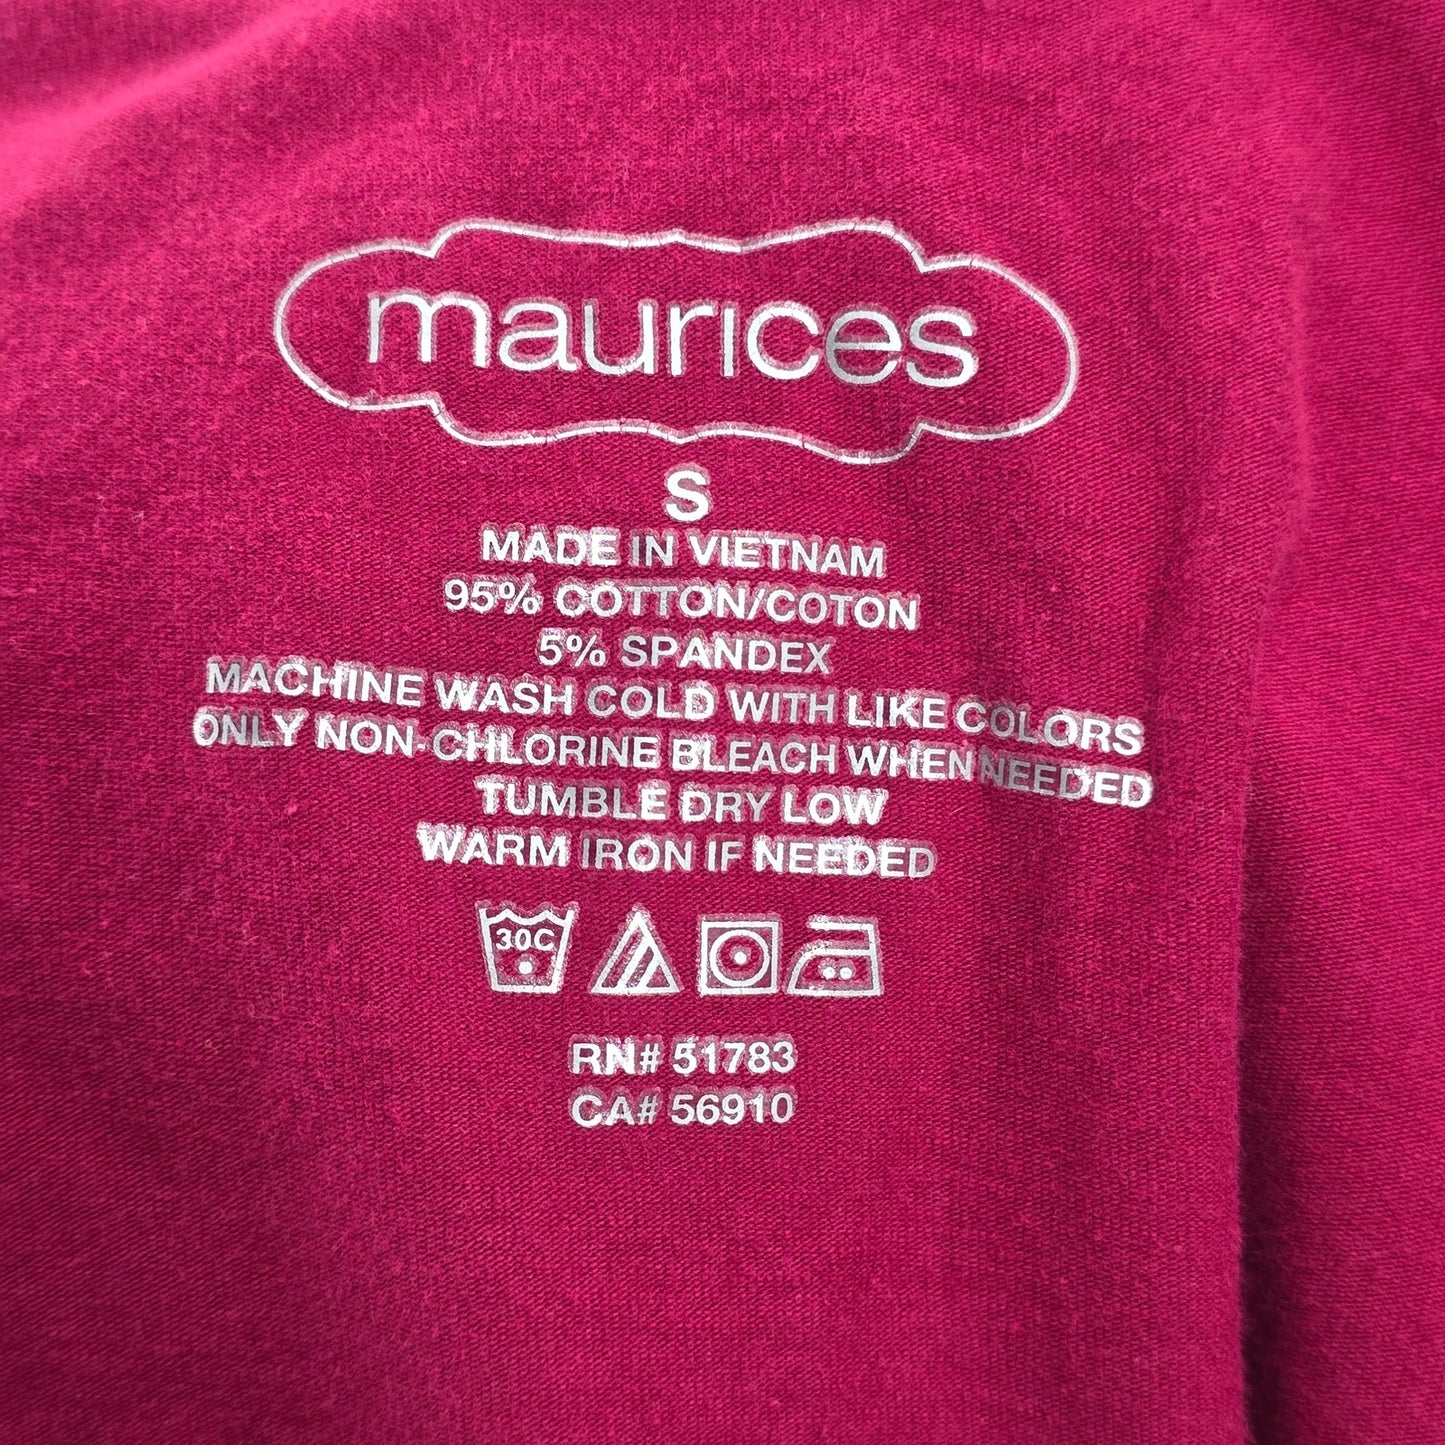 maurices
S
MADE IN VIETNAM
95% COTTON/COTON
5% SPANDEX
MACHINE WASH COLD WITH LIKE COLORS
ONLY NON-CHLORINE BLEACH WHEN NEEDED
TUMBLE DRY LOW
WARM IRON IF NEEDED
30C
RN# 51783
CA# 56910